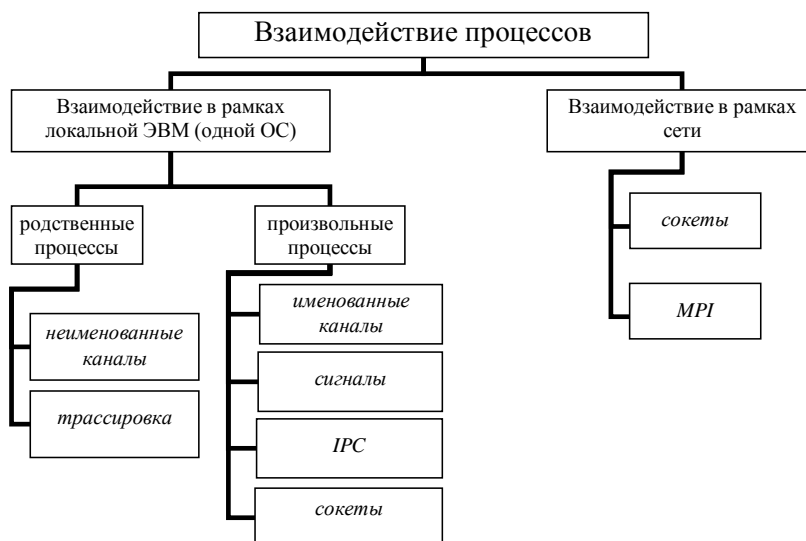 Взаимодействие процессов
Взаимодействие в рамках
локальной ЭВМ (одной ОС)
Взаимодействие в рамках
сети
родственные
процессы
произвольные
процессы
сокеты
MPI
неименованные
каналы
трассировка
именованные
каналы
сигналы
IPC
сокеты